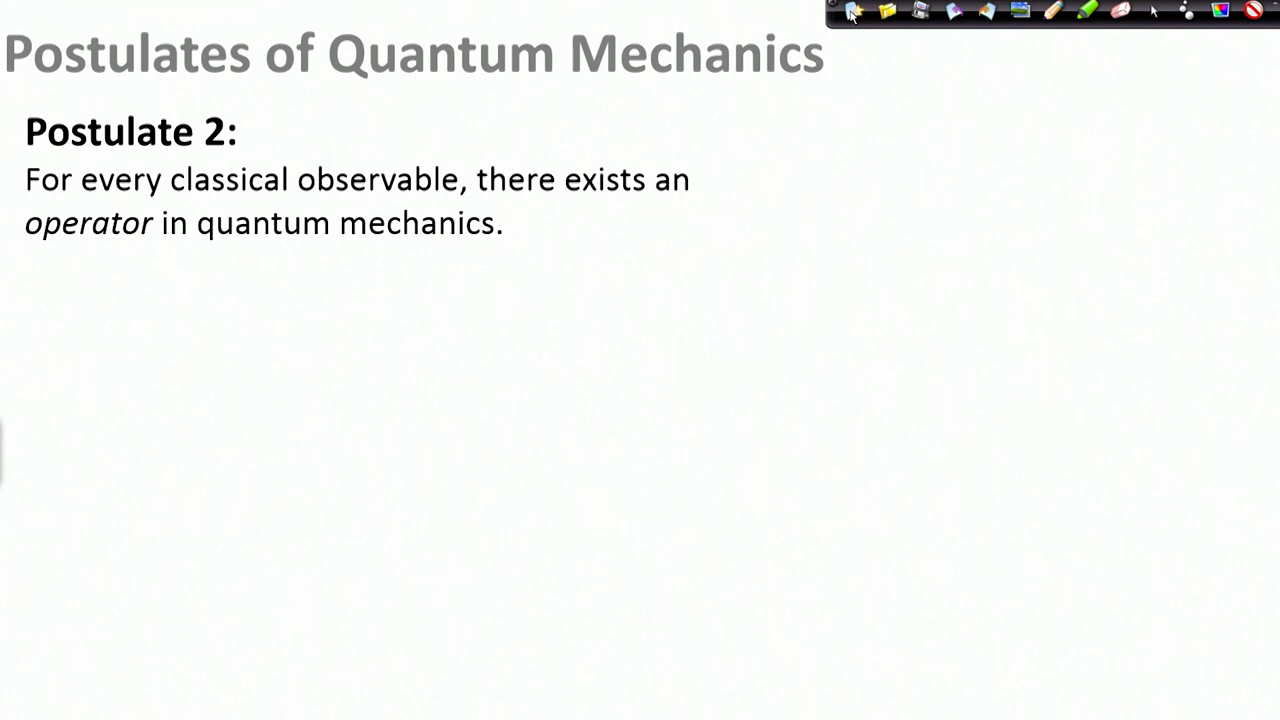 Postulates of Quantum Mechanics
Postulate 2:
For every classical observable, there exists an
operator in quantum mechanics.